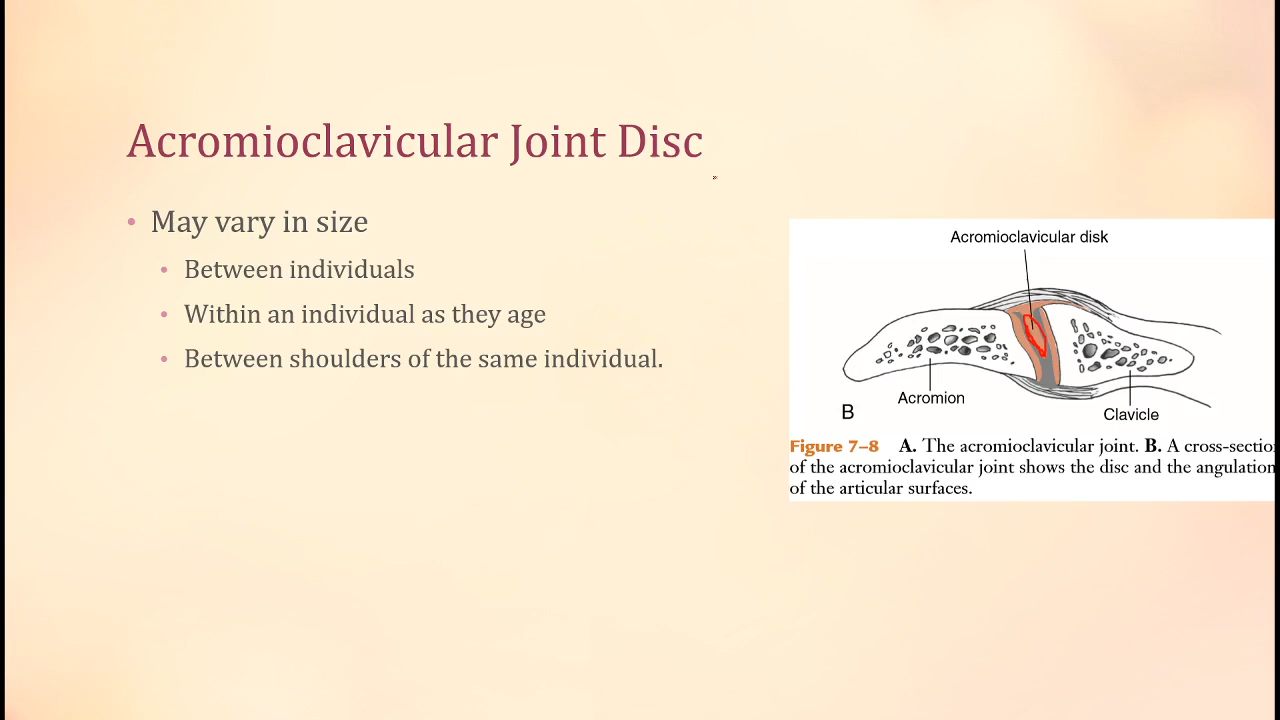 Acromioclavicular Joint Disc
• May vary in size
• Between individuals
• Within an individual as they age
• Between shoulders of the same individual.
Acromioclavicular disk
Acromion
B
Clavicle
Figure 7–8 A. The acromioclavicular joint. B. A cross-sectio
of the acromioclavicular joint shows the disc and the angulation
of the articular surfaces.